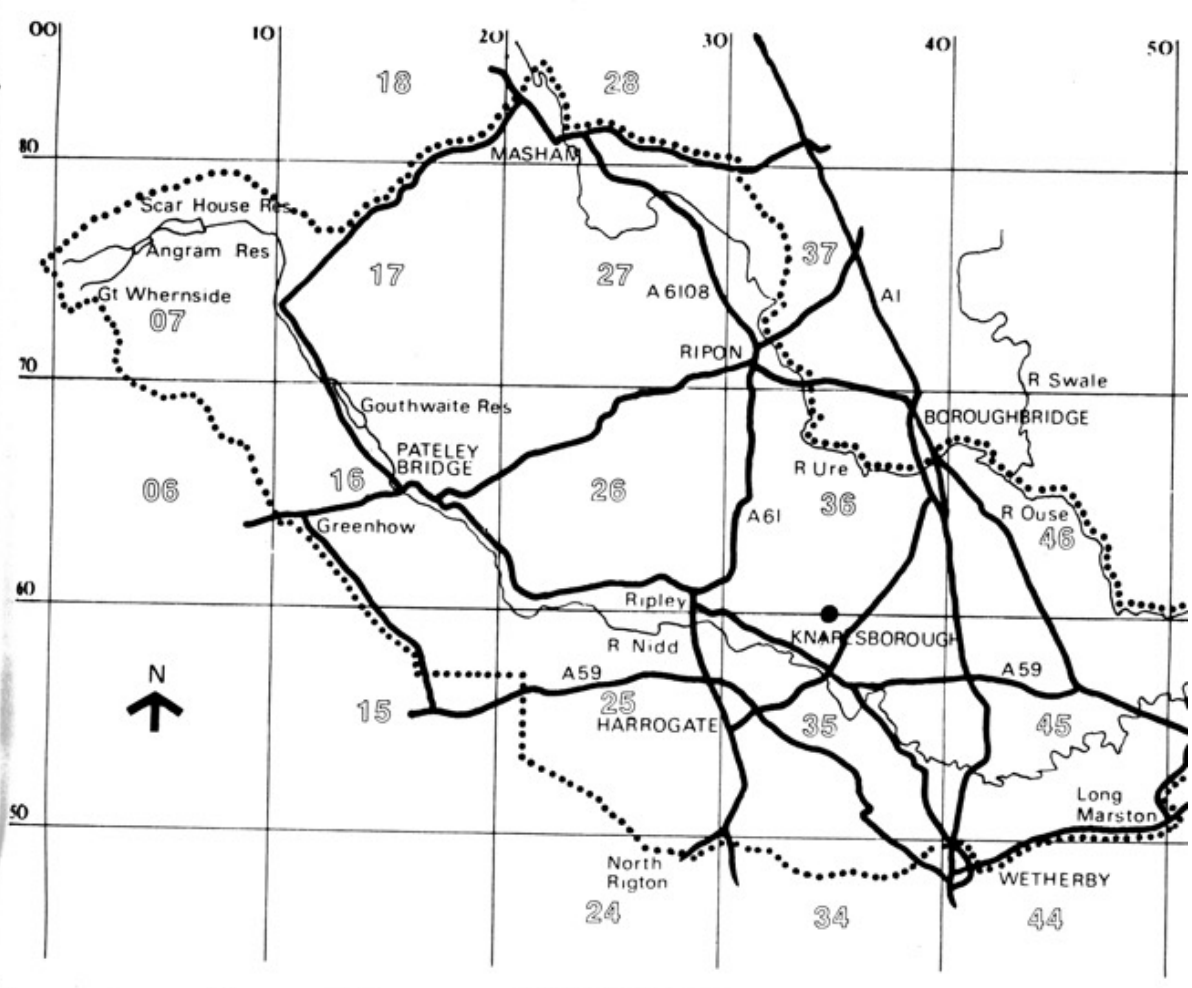 00
10
20
30
40
50
18
28
80
MASHAM
Scar House Res
Angram Res
17
27
37
Gt Whernside
A6108
A1
07
RIPON
70
R Swale
Gouthwaite Res
BOROUGHBRIDGE
PATELEY
BRIDGE
R Ure
06
16
26
36
Greenhow
A61
R Ouse
46
60
Ripley
KNARESBOROUGH
R Nidd
N
A59
A59
15
25
HARROGATE
35
45
Long
Marston
50
North
Rigton
WETHERBY
24
34
44